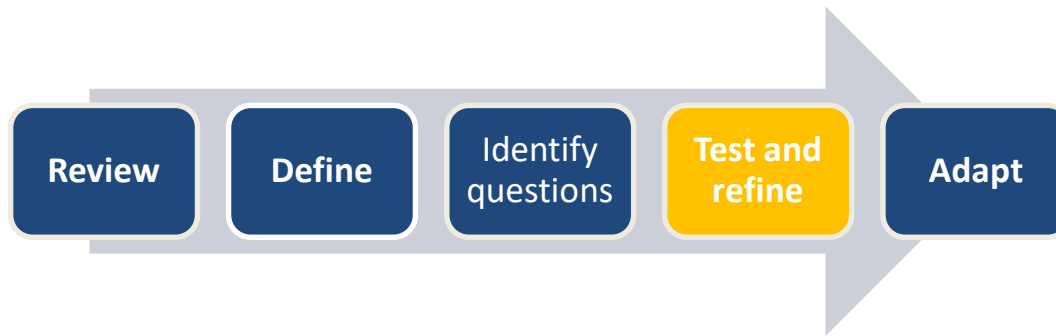 Review
Define
Identify
questions
Test and
refine
Adapt